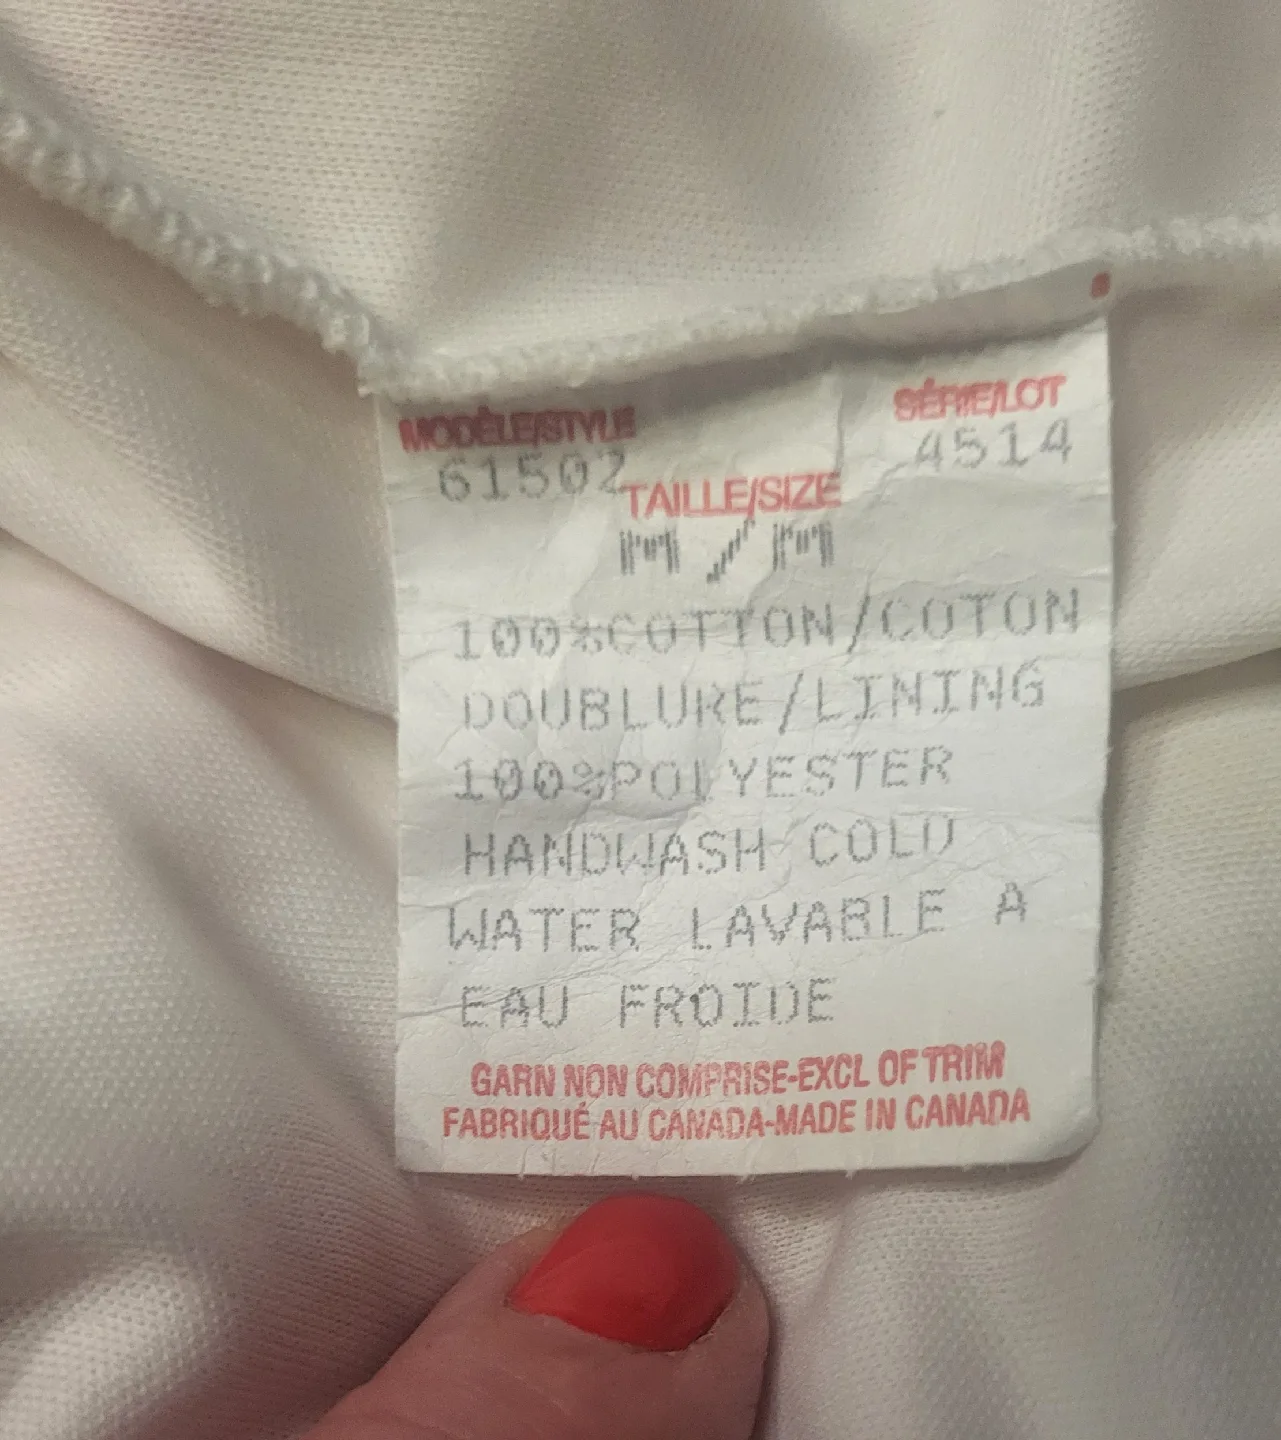 MODÈLE/STYLE
SÉRIE/LOT
61502
4514
TAILLE/SIZE
M/M
100%COTTON/COTON
DOUBLURE/LINING
100%POLYESTER
HANDWASH COLD
WATER LAVABLE A
EAU FROIDE
GARN NON COMPRISE-EXCL OF TRIM
FABRIQUÉ AU CANADA-MADE IN CANADA